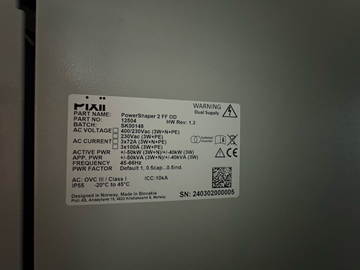 PIXII
WARNING
Dual Supply
PART NAME: PowerShaper 2 FF OD
PART NO: 12504 HW Rev: 1.3
BATCH: SK00148
AC VOLTAGE 400/230Vac (3W+N+PE)
230Vac (3W+PE)
AC CURRENT 3x72A (3W+N+PE)
3x100A (3W+PE)
ACTIVE PWR +/-50kW (3W+N)/+/-40kW (3W)
APP. PWR +/-50kVA (3W+N)/+/-40kVA (3W)
FREQUENCY 45-66Hz
PWR FACTOR Default 1, 0.5cap...0.5ind.
AC: OVC III / Class I ICC:10kA
IP55 -20°C to 45°C
Designed in Norway, Made in Slovakia
SN: 240302000005